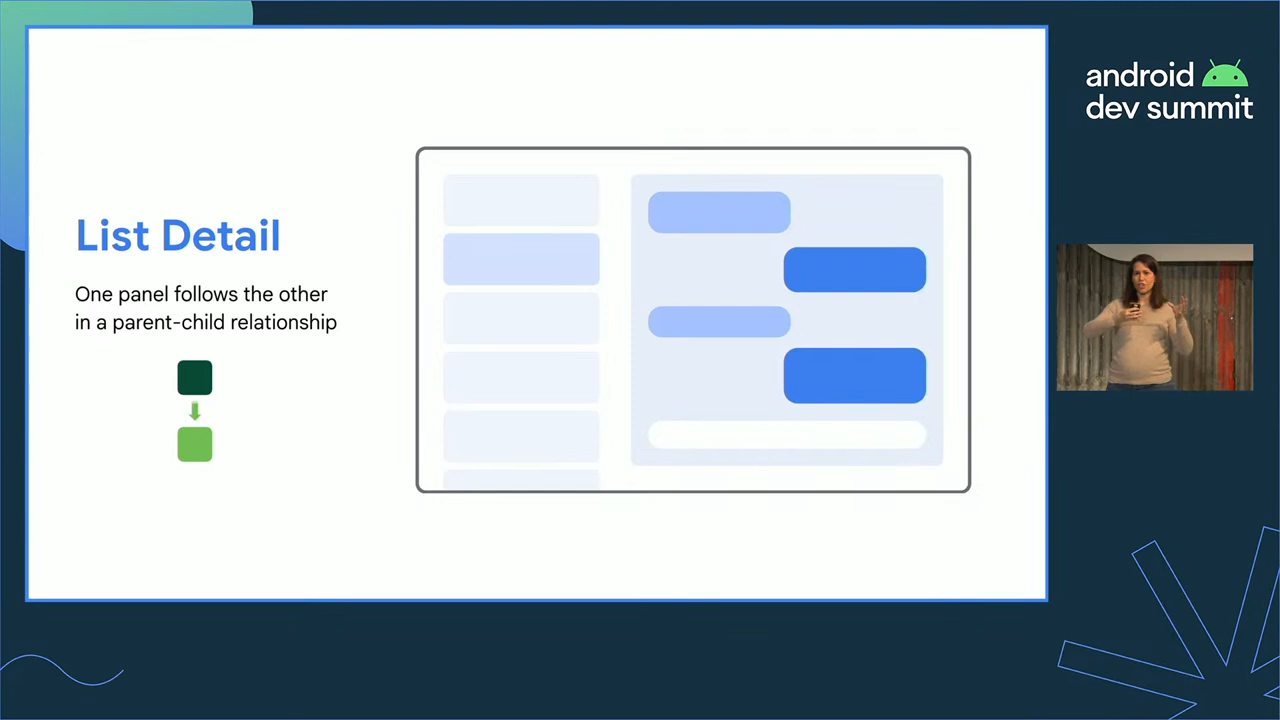 List Detail
One panel follows the other
in a parent-child relationship
android
dev summit